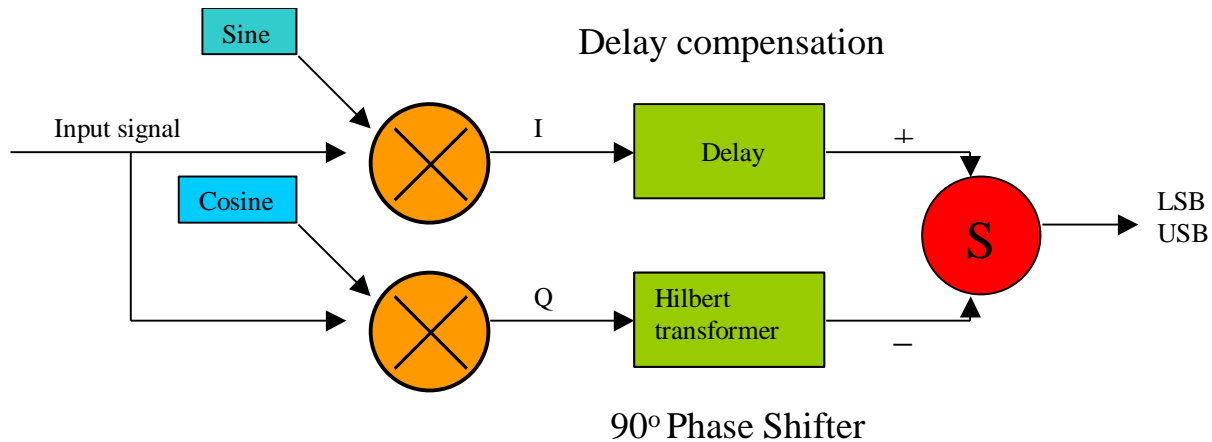 Sine
Delay compensation
Input signal
I
Delay
+
Cosine
S
LSB
USB
Q
Hilbert
transformer
−
90º Phase Shifter